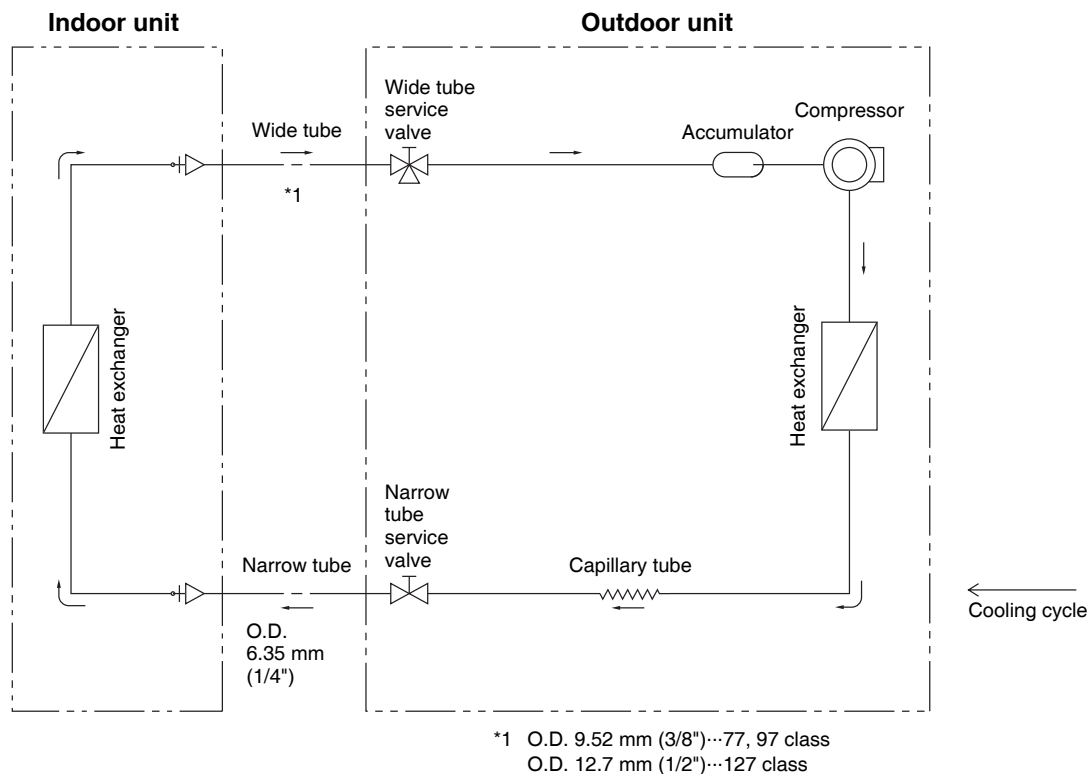 Indoor unit
Outdoor unit
Wide tube
*1
Wide tube
service
valve
Accumulator
Compressor
Heat exchanger
Heat exchanger
Narrow tube
O.D.
6.35 mm
(1/4")
Narrow
tube
service
valve
Capillary tube
Cooling cycle
*1 O.D. 9.52 mm (3/8")···77, 97 class
O.D. 12.7 mm (1/2")···127 class